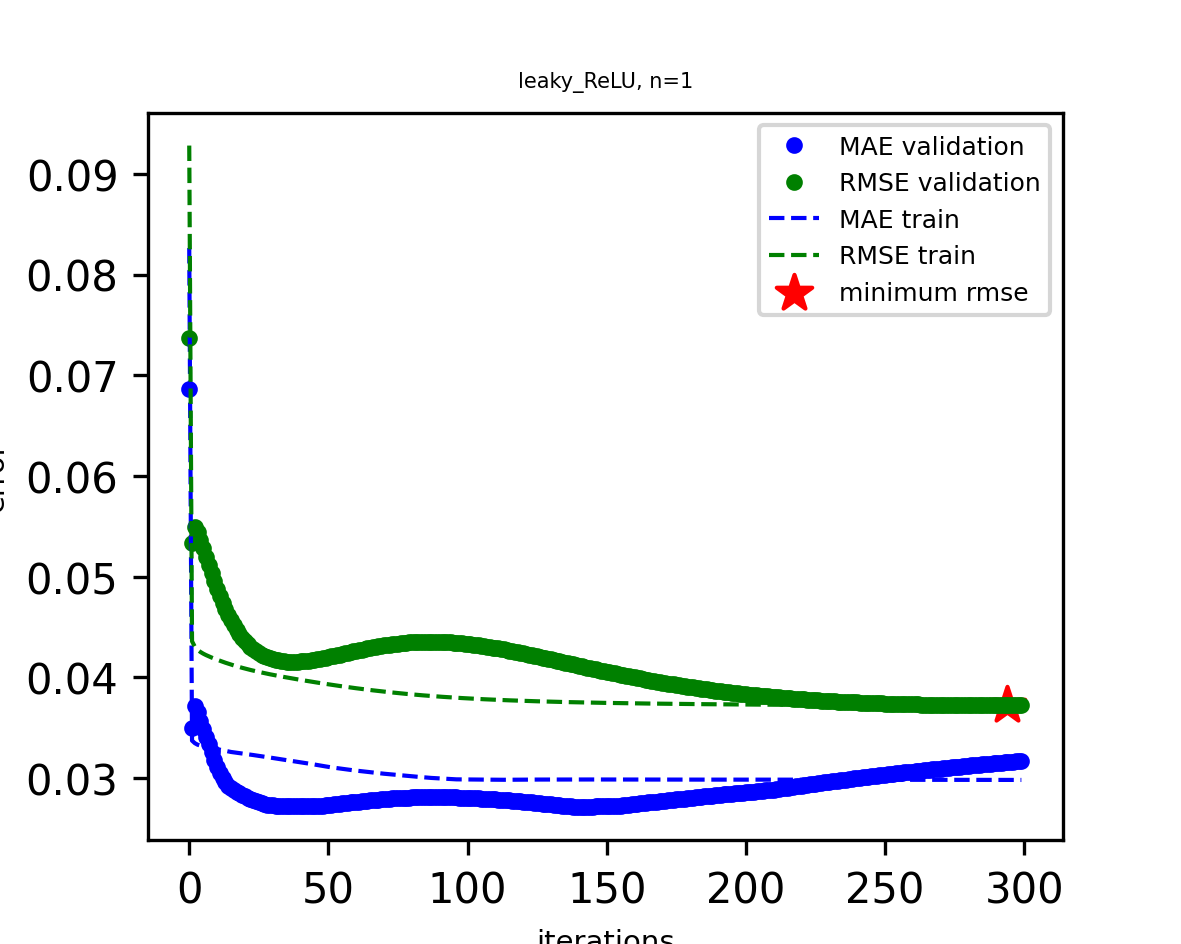 leaky_ReLU, n=1
MAE validation
RMSE validation
MAE train
RMSE train
minimum rmse
0.09
0.08
0.07
0.06
0.05
0.04
0.03
0 50 100 150 200 250 300
iterations